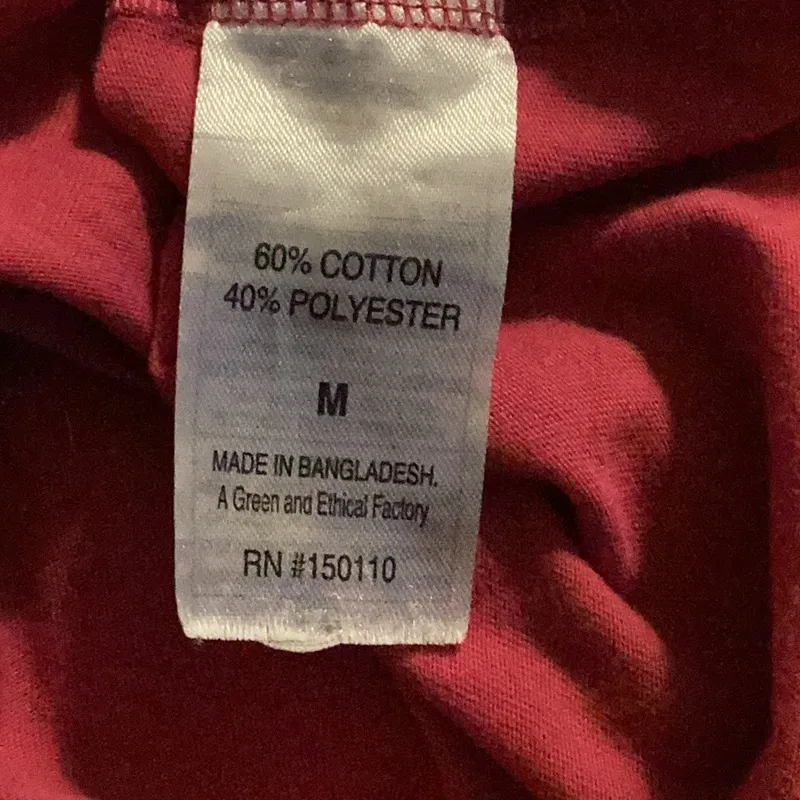 60% COTTON
40% POLYESTER
M
MADE IN BANGLADESH.
A Green and Ethical Factory
RN #150110